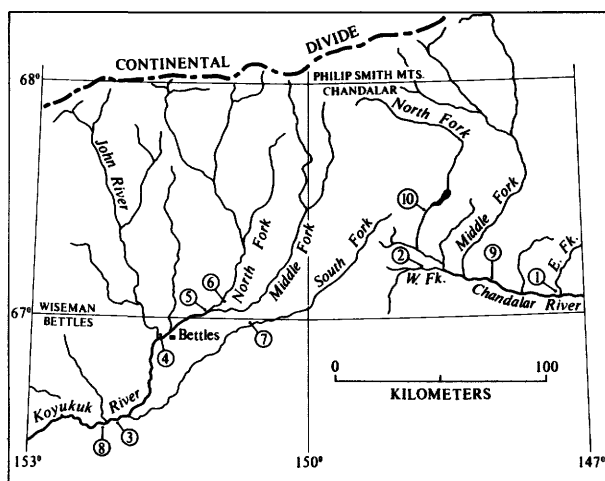 CONTINENTAL DIVIDE
68°
PHILIP SMITH MTS.
CHANDALAR
North Fork
John River
10
Middle Fork
9
2
1
E. Fk.
W. Fk.
Chandalar River
South Fork
North Fork
Middle Fork
6
5
WISEMAN
BETTLES
67°
Bettles
4
7
0 100
KILOMETERS
Koyukuk River
8 3
153° 150° 147°